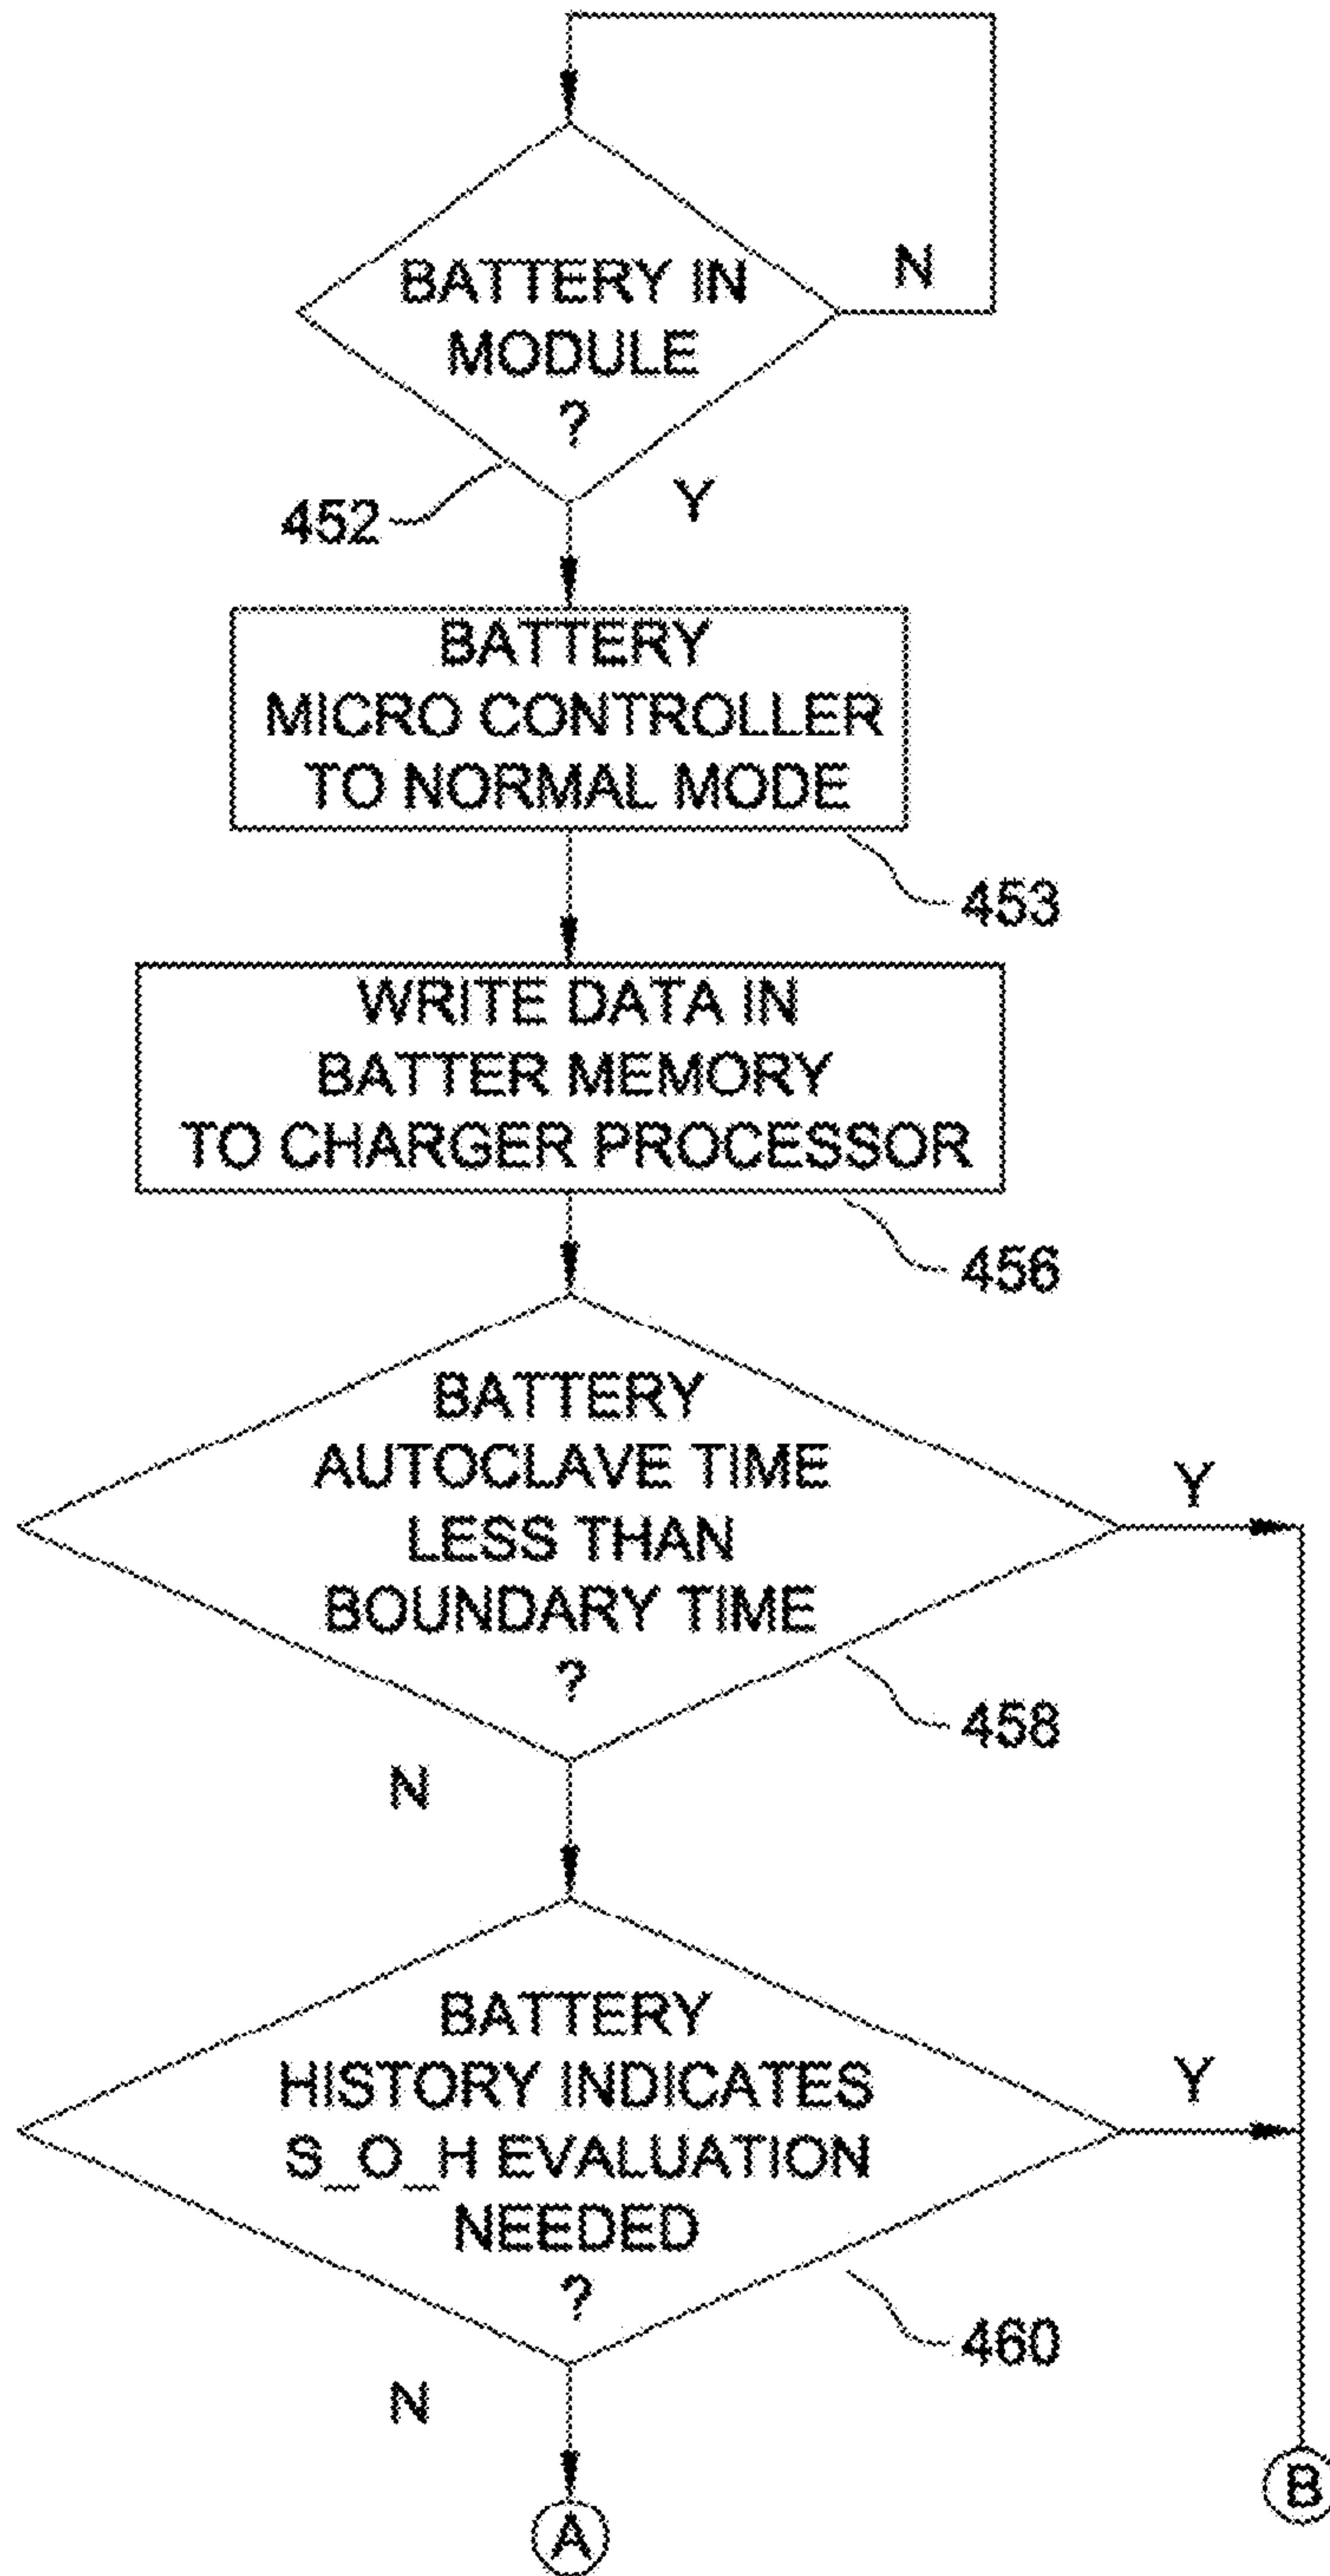 BATTERY IN
MODULE
?
N
452
Y
BATTERY
MICRO CONTROLLER
TO NORMAL MODE
453
WRITE DATA IN
BATTER MEMORY
TO CHARGER PROCESSOR
456
BATTERY
AUTOCLAVE TIME
LESS THAN
BOUNDARY TIME
?
Y
458
N
BATTERY
HISTORY INDICATES
S_O_H EVALUATION
NEEDED
?
Y
460
N
A
B